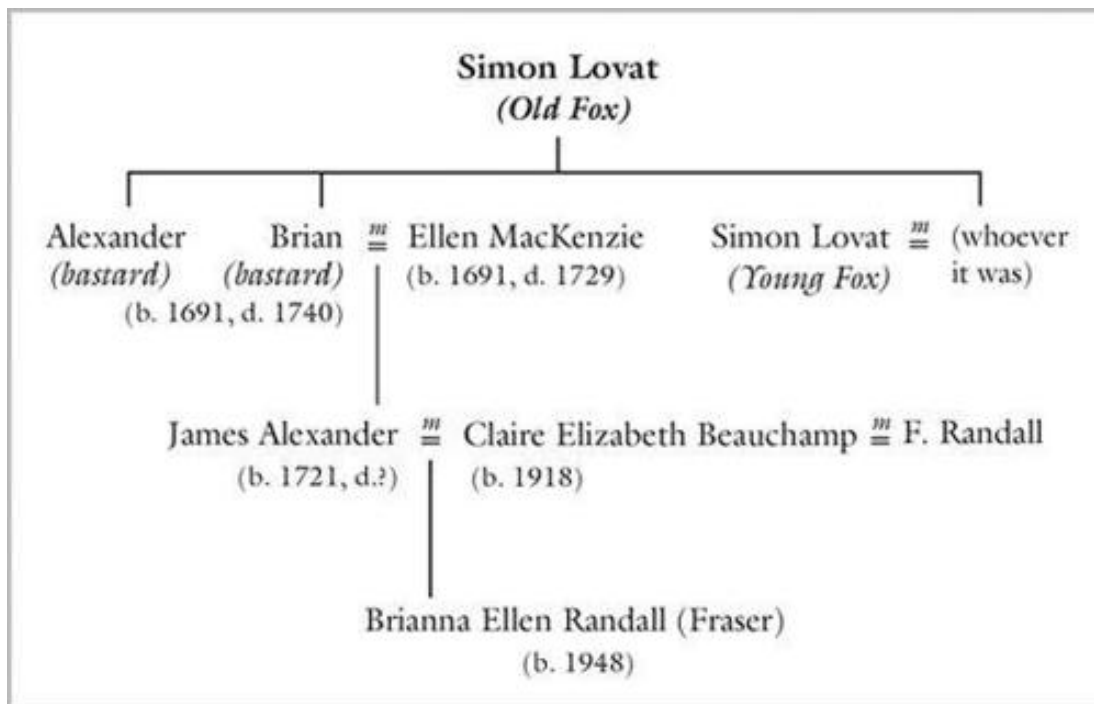 Simon Lovat
(Old Fox)
Alexander Brian m = Ellen MacKenzie Simon Lovat m = (whoever
(bastard) (bastard) (b. 1691, d. 1729) (Young Fox) it was)
(b. 1691, d. 1740)
James Alexander m = Claire Elizabeth Beauchamp m = F. Randall
(b. 1721, d.?) (b. 1918)
Brianna Ellen Randall (Fraser)
(b. 1948)